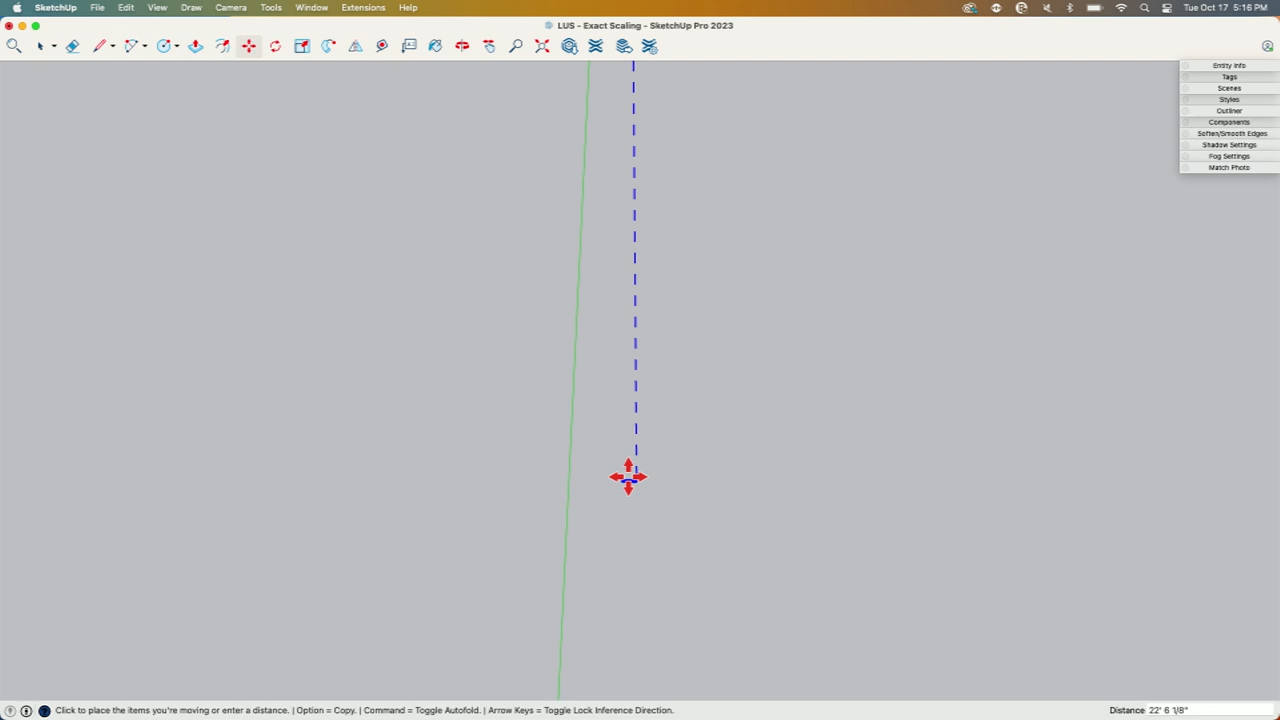 SketchUp File Edit View Draw Camera Tools Window Extensions Help Tue Oct 17 5:16 PM
LUS - Exact Scaling - SketchUp Pro 2023
Entity Info
Tags
Scenes
Styles
Outliner
Components
Soften/Smooth Edges
Shadow Settings
Fog Settings
Match Photo
Click to place the items you're moving or enter a distance. | Option = Copy. | Command = Toggle Autofold. | Arrow Keys = Toggle Lock Inference Direction. Distance 22' 6 1/8"